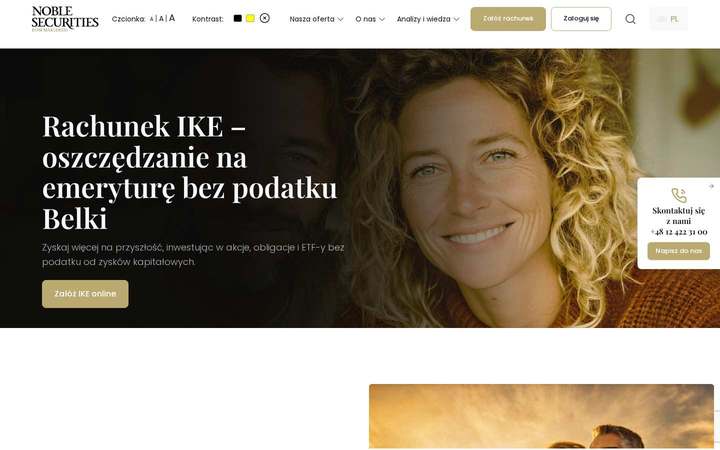 NOBLE
SECURITIES
DOM MAKLERSKI
Czcionka: A | A | A
Kontrast:
Nasza oferta
O nas
Analizy i wiedza
Załóż rachunek
Zaloguj się
PL
Rachunek IKE –
oszczędzanie na
emeryturę bez podatku
Belki
Zyskaj więcej na przyszłość, inwestując w akcje, obligacje i ETF-y bez
podatku od zysków kapitałowych.
Załóż IKE online
Skontaktuj się
z nami
+48 12 422 31 00
Napisz do nas